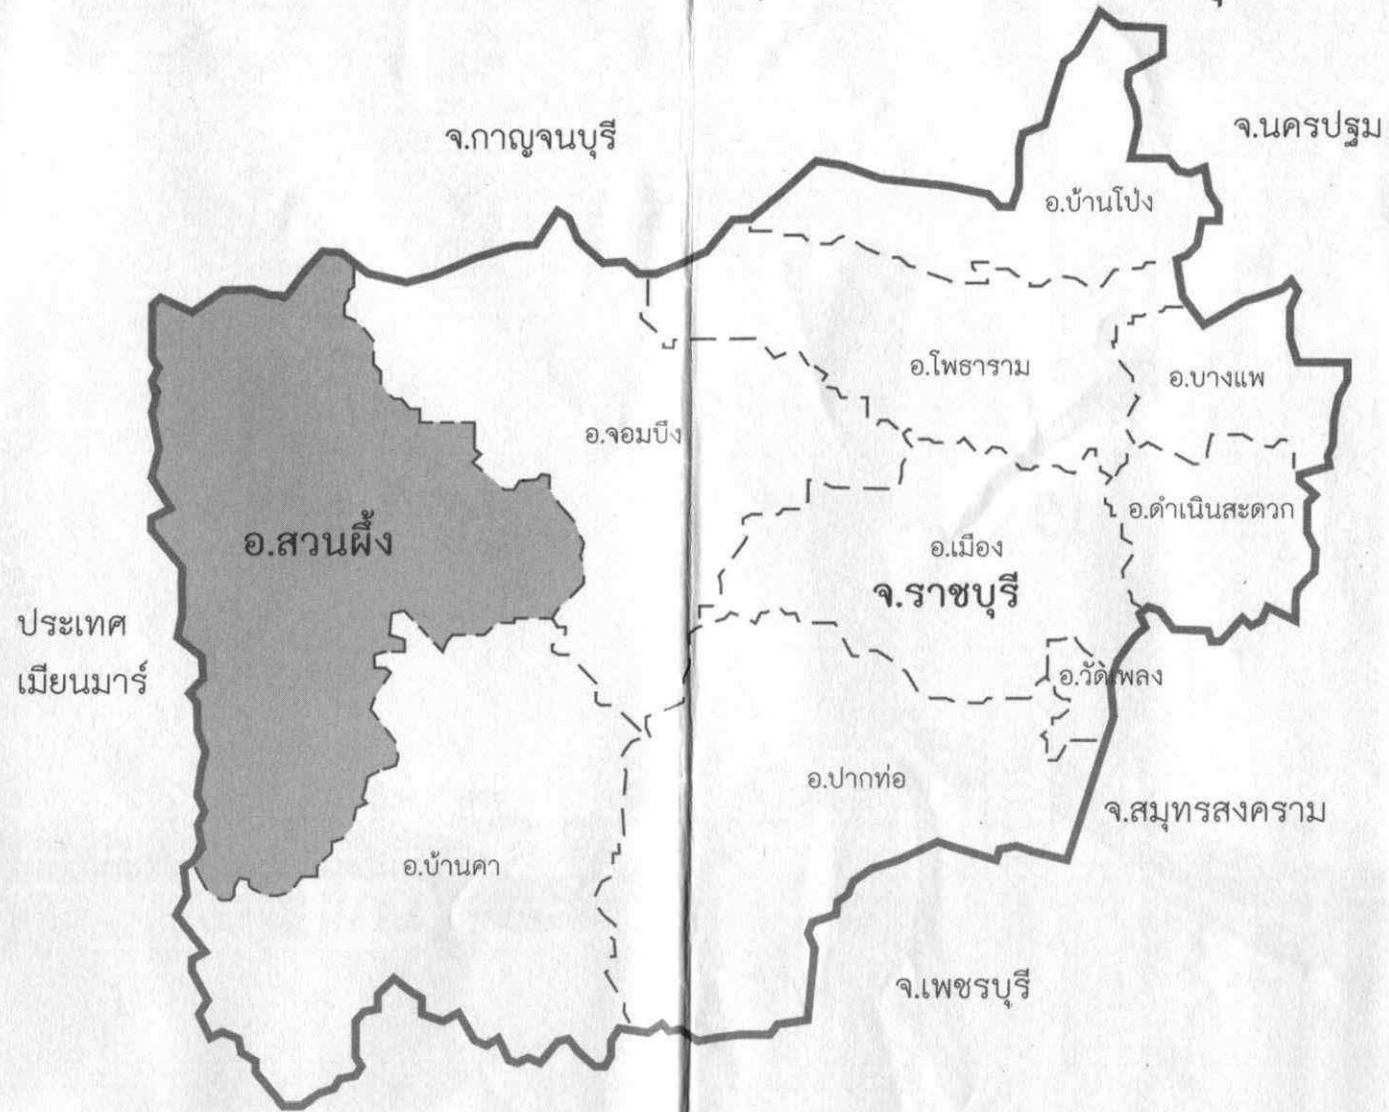 จ.กาญจนบุรี
จ.นครปฐม
อ.บ้านโป่ง
อ.โพธาราม
อ.บางแพ
อ.จอมบึง
อ.ดำเนินสะดวก
อ.สวนผึ้ง
อ.เมือง
จ.ราชบุรี
ประเทศ
เมียนมาร์
อ.วัดเพลง
อ.ปากท่อ
จ.สมุทรสงคราม
อ.บ้านคา
จ.เพชรบุรี